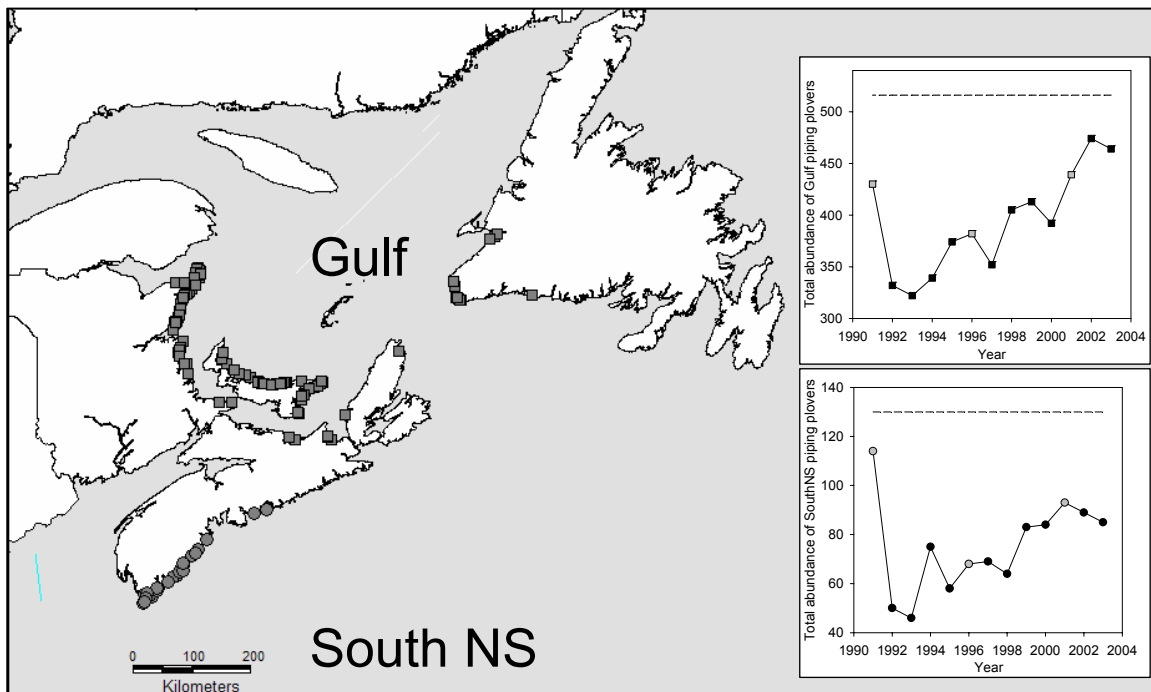 Gulf
South NS
0 100 200
Kilometers
Total abundance of Gulf piping plovers
500
450
400
350
300
1990 1992 1994 1996 1998 2000 2002 2004
Year
Total abundance of SouthNS piping plovers
140
120
100
80
60
40
1990 1992 1994 1996 1998 2000 2002 2004
Year